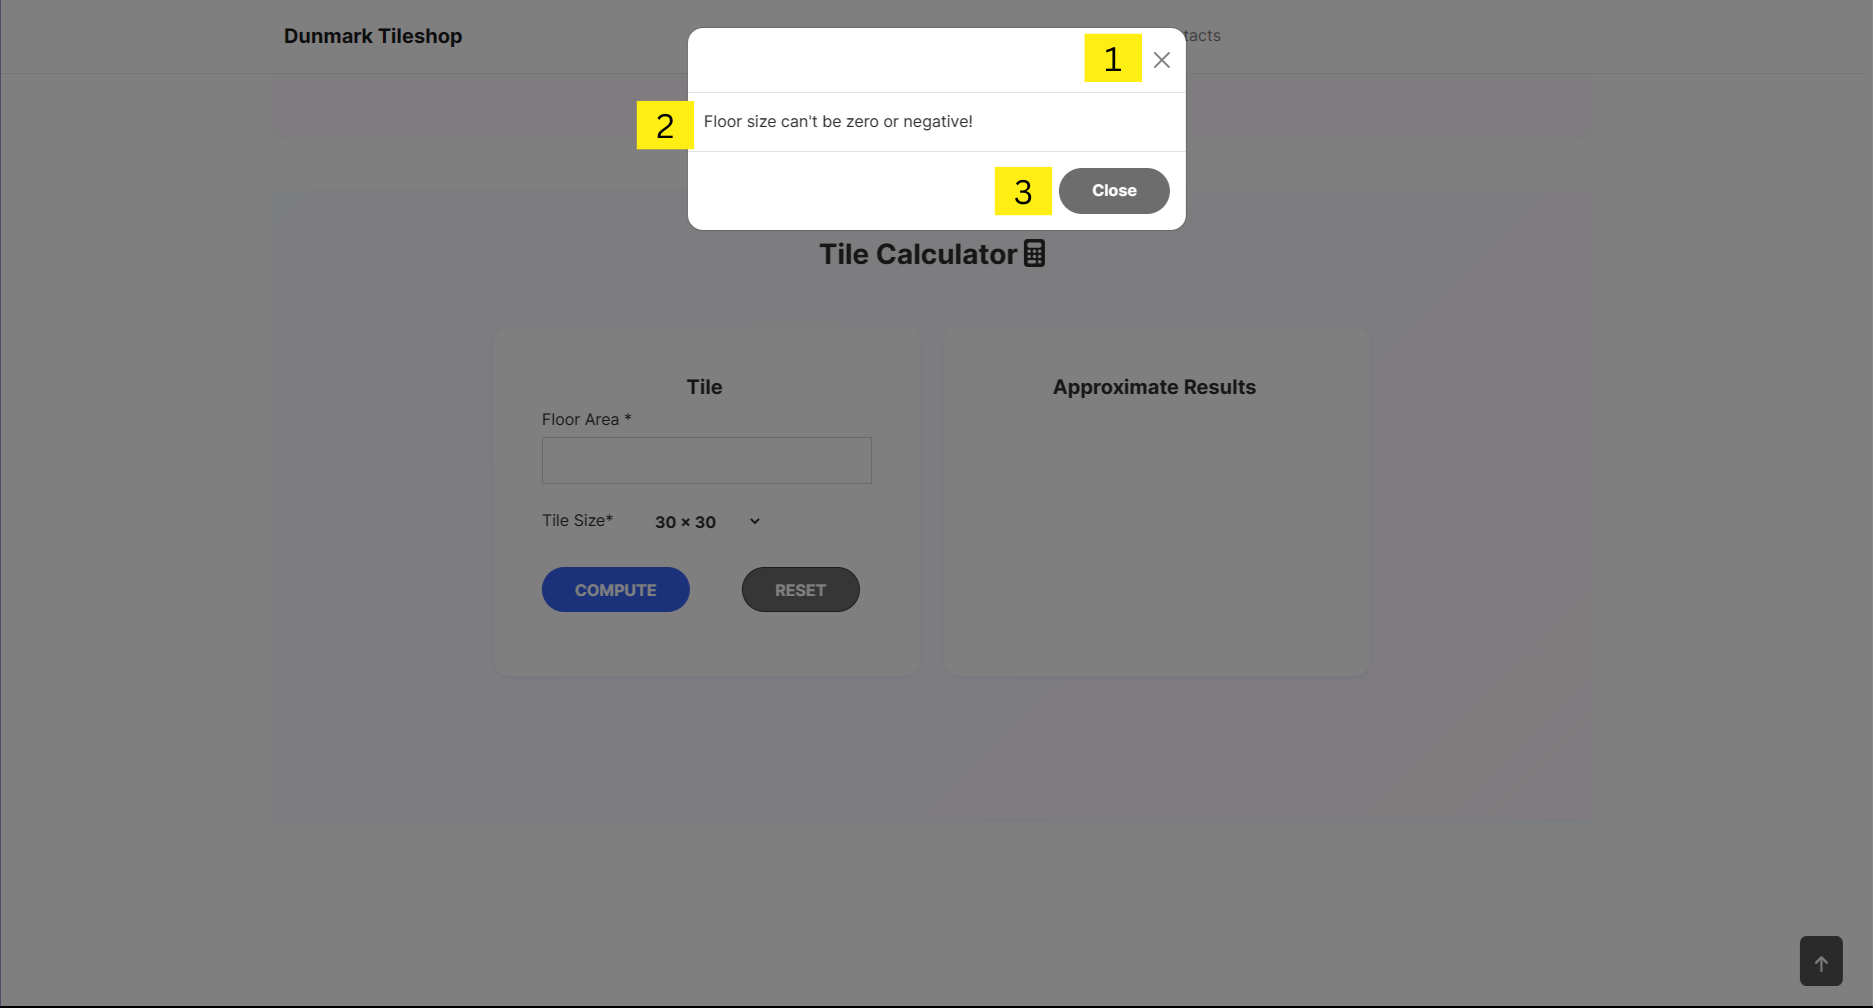 Dunmark Tileshop
tacts
1
2
Floor size can't be zero or negative!
3
Close
Tile Calculator
Tile
Floor Area *
Tile Size*
30 × 30
COMPUTE
RESET
Approximate Results